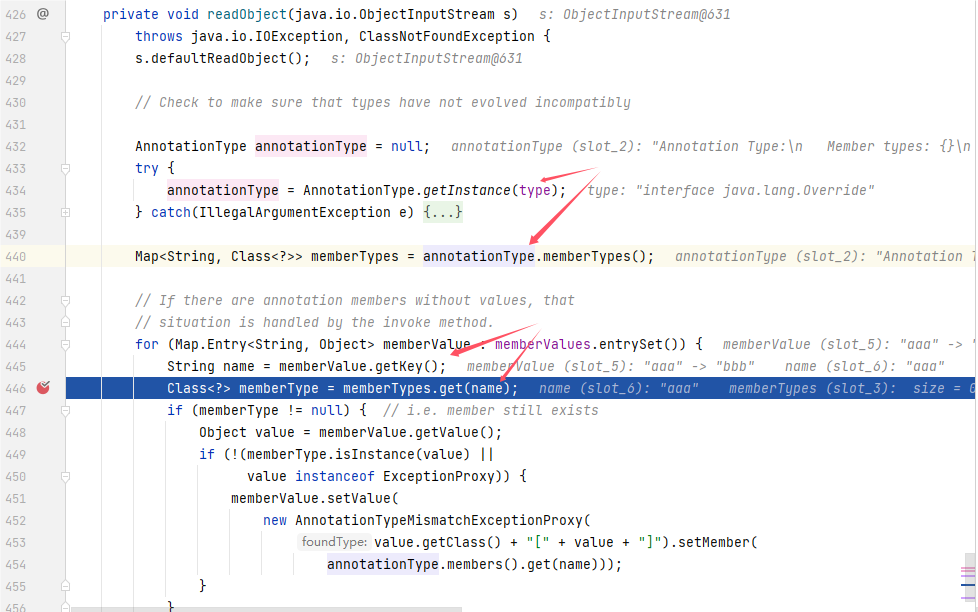 426 @ private void readObject(java.io.ObjectInputStream s) s: ObjectInputStream@631
427 throws java.io.IOException, ClassNotFoundException {
428 s.defaultReadObject(); s: ObjectInputStream@631
429
430 // Check to make sure that types have not evolved incompatibly
431
432 AnnotationType annotationType = null; annotationType (slot_2): "Annotation Type:\n Member types: {}\n
433 try {
434 annotationType = AnnotationType.getInstance(type); type: "interface java.lang.Override"
435 } catch(IllegalArgumentException e) {...}
439
440 Map<String, Class<?>> memberTypes = annotationType.memberTypes(); annotationType (slot_2): "Annotation T
441
442 // If there are annotation members without values, that
443 // situation is handled by the invoke method.
444 for (Map.Entry<String, Object> memberValue : memberValues.entrySet()) { memberValue (slot_5): "aaa" -> "
445 String name = memberValue.getKey(); memberValue (slot_5): "aaa" -> "bbb" name (slot_6): "aaa"
446 Class<?> memberType = memberTypes.get(name); name (slot_6): "aaa" memberTypes (slot_3): size = 0
447 if (memberType != null) { // i.e. member still exists
448 Object value = memberValue.getValue();
449 if (!(memberType.isInstance(value) ||
450 value instanceof ExceptionProxy)) {
451 memberValue.setValue(
452 new AnnotationTypeMismatchExceptionProxy(
453 foundType: value.getClass() + "[" + value + "]").setMember(
454 annotationType.members().get(name)));
455 }
456 }